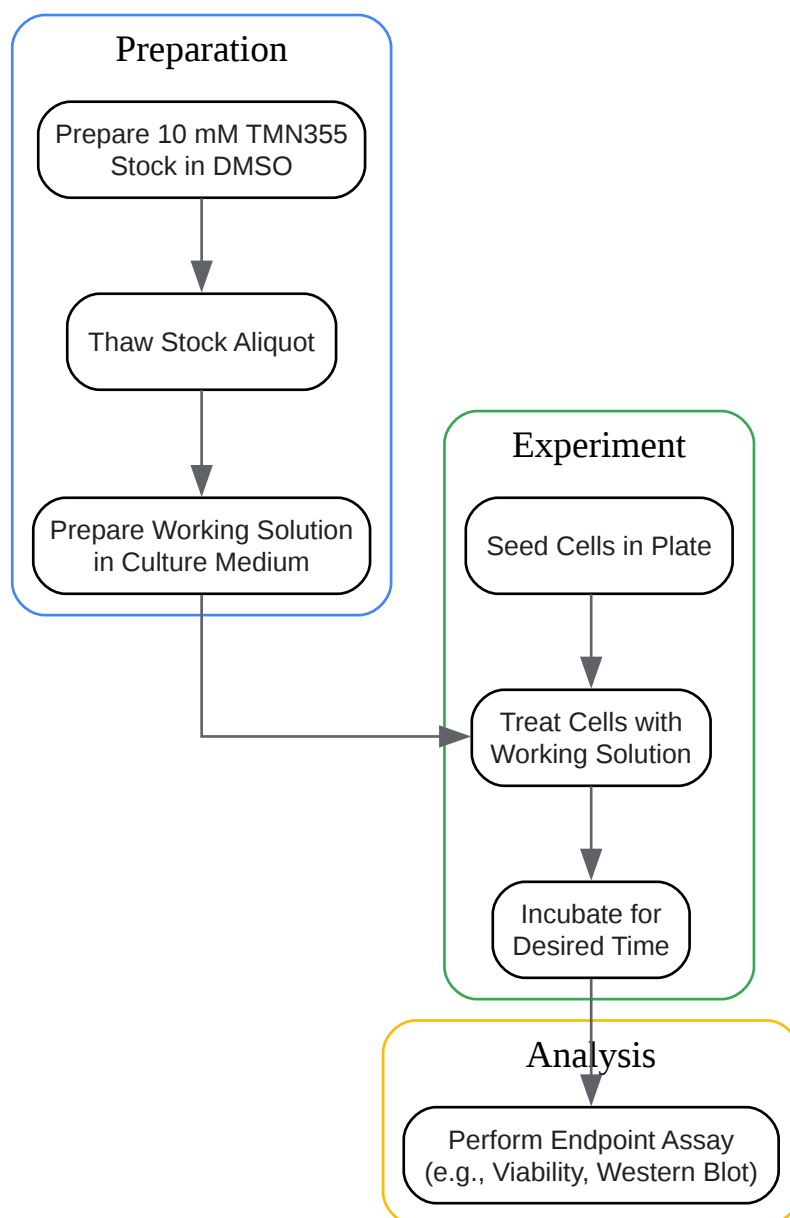 Preparation
Prepare 10 mM TMN355
Stock in DMSO
Thaw Stock Aliquot
Prepare Working Solution
in Culture Medium
Experiment
Seed Cells in Plate
Treat Cells with
Working Solution
Incubate for
Desired Time
Analysis
Perform Endpoint Assay
(e.g., Viability, Western Blot)